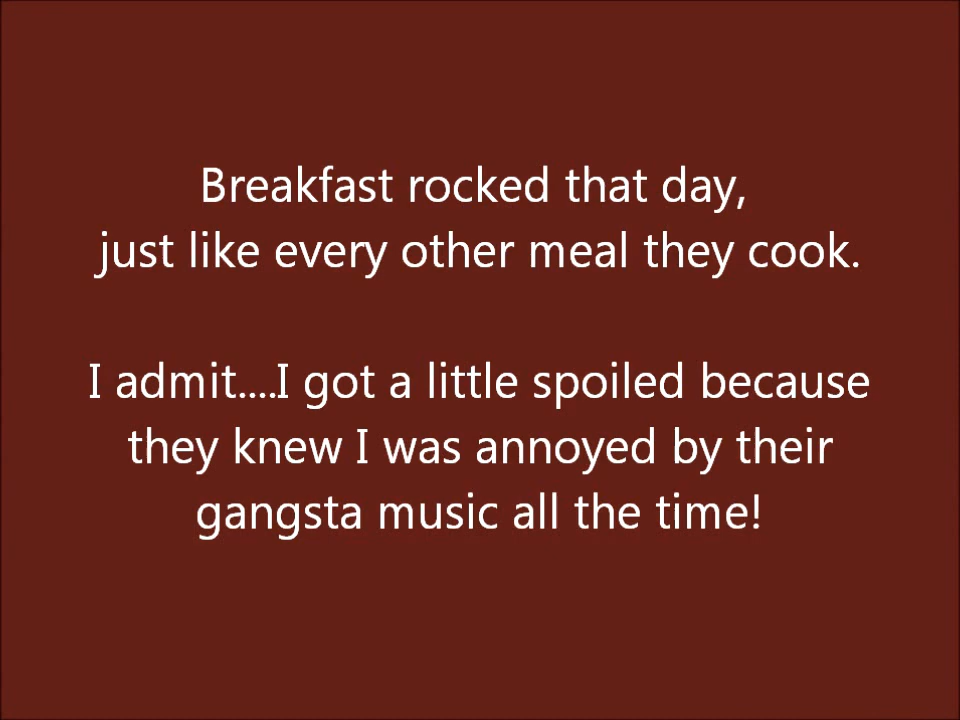 Breakfast rocked that day,
just like every other meal they cook.
I admit....I got a little spoiled because
they knew I was annoyed by their
gangsta music all the time!